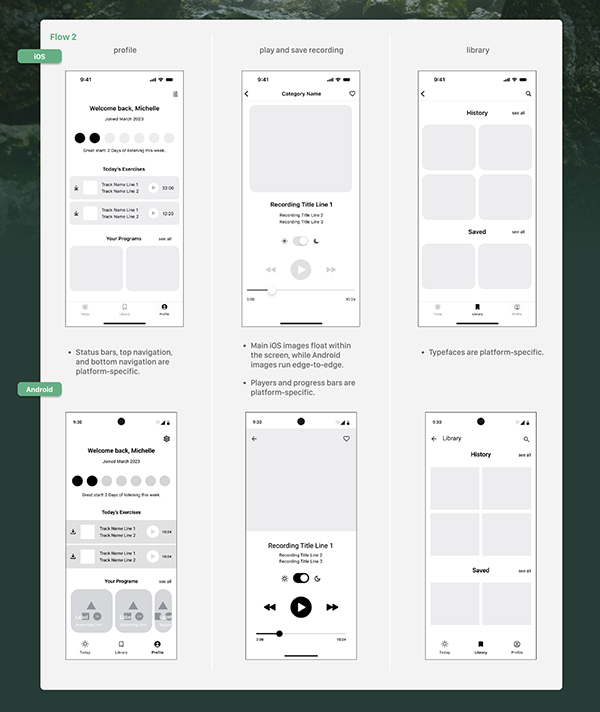 Flow 2
iOS
profile
play and save recording
library
9:41
Welcome back, Michelle
Joined March 2023
Great start! 2 Days of listening this week.
Today's Exercises
Track Name Line 1
Track Name Line 2
32:00
Track Name Line 1
Track Name Line 2
12:20
Your Programs
see all
Today
Library
Profile
9:41
Category Name
Recording Title Line 1
Recording Title Line 2
Recording Title Line 3
3:00
10:24
9:41
History
see all
Saved
see all
Today
Library
Profile
• Status bars, top navigation,
and bottom navigation are
platform-specific.
• Main iOS images float within
the screen, while Android
images run edge-to-edge.
• Players and progress bars are
platform-specific.
• Typefaces are platform-specific.
Android
9:30
Welcome back, Michelle
Joined March 2023
Great start! 2 Days of listening this week
Today's Exercises
Track Name Line 1
Track Name Line 2
10:24
Track Name Line 1
Track Name Line 2
10:24
Your Programs
see all
Label
Label
Today
Library
Profile
9:30
Recording Title Line 1
Recording Title Line 2
Recording Title Line 3
3:00
10:24
9:30
Library
History
see all
Saved
see all
Today
Library
Profile